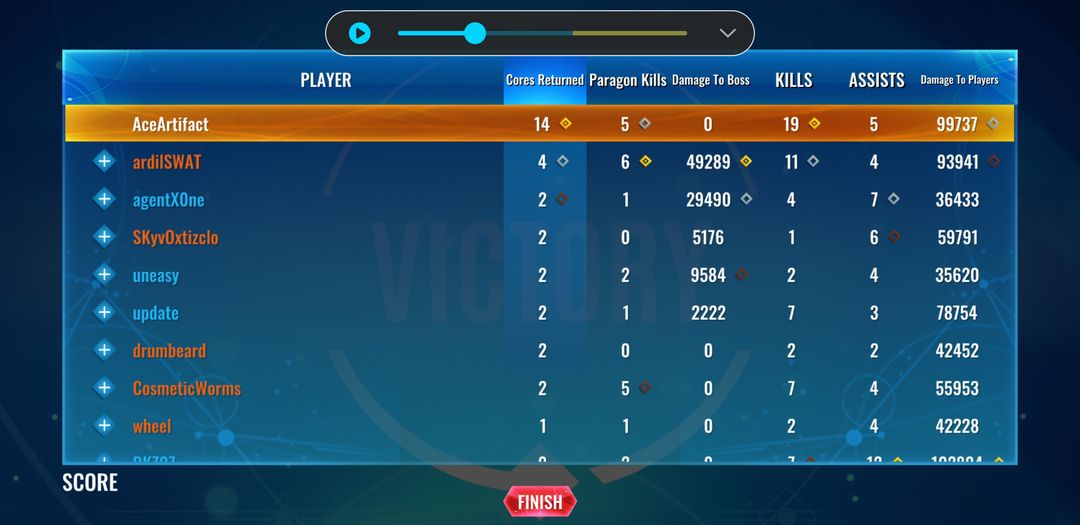 PLAYER Cores Returned Paragon Kills Damage To Boss KILLS ASSISTS Damage To Players
AceArtifact 14 5 0 19 5 99737
ardilSWAT 4 6 49289 11 4 93941
agentX0ne 2 1 29490 4 7 36433
SKyvOxtizclo 2 0 5176 1 6 59791
uneasy 2 2 9584 2 4 35620
update 2 1 2222 7 3 78754
drumbeard 2 0 0 2 2 42452
CosmeticWorms 2 5 0 7 4 55953
wheel 1 1 0 2 4 42228
VICTORY
SCORE
FINISH